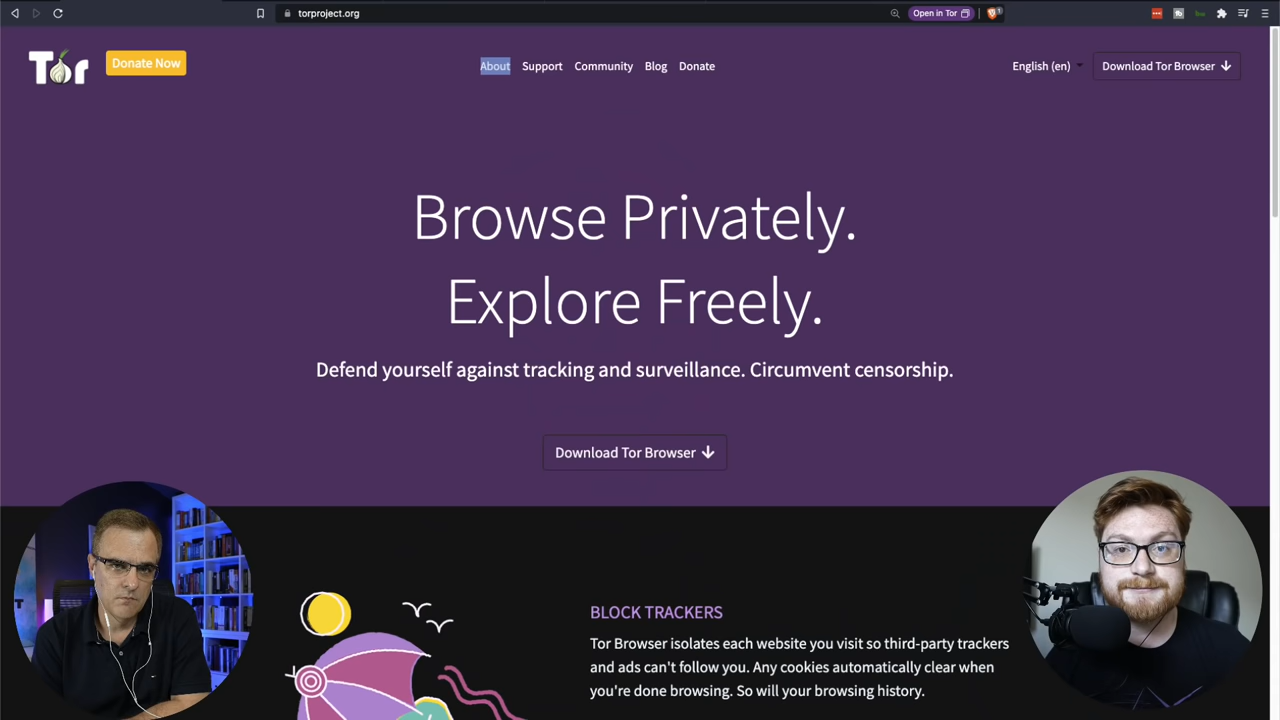 torproject.org
Open in Tor
1
Tor
Donate Now
About
Support
Community
Blog
Donate
English (en)
Download Tor Browser
Browse Privately.
Explore Freely.
Defend yourself against tracking and surveillance. Circumvent censorship.
Download Tor Browser
BLOCK TRACKERS
Tor Browser isolates each website you visit so third-party trackers
and ads can't follow you. Any cookies automatically clear when
you're done browsing. So will your browsing history.